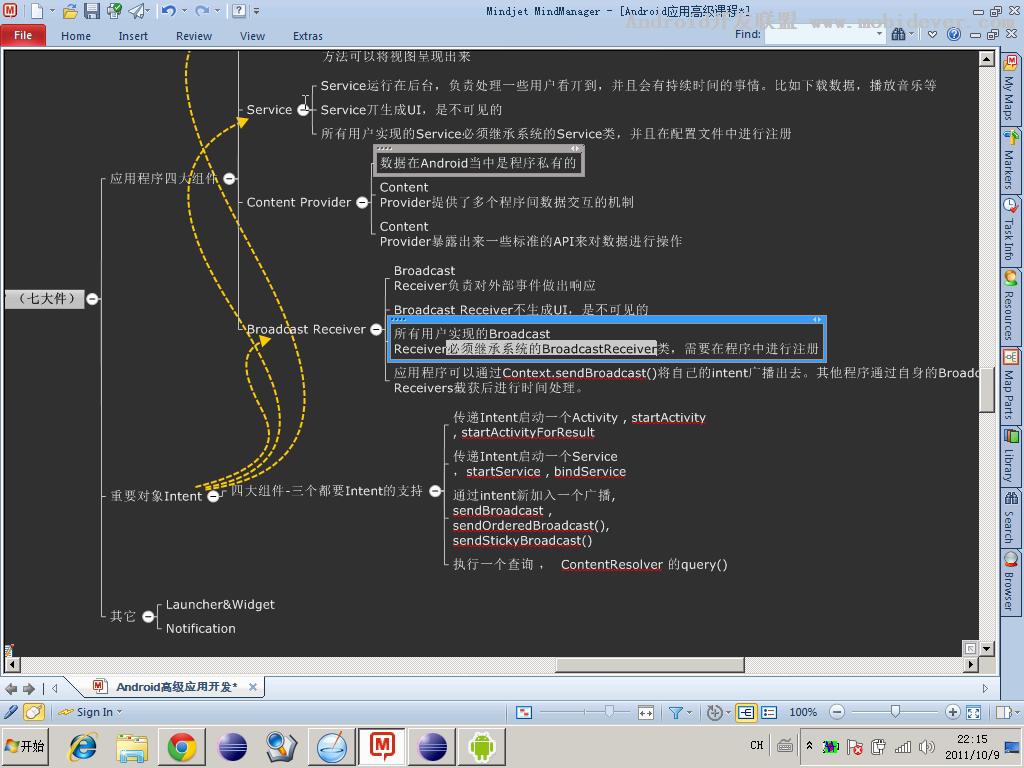 Mindjet MindManager - [Android应用高级课程*]
Android开发联盟 www.mobidever.com
File
Home
Insert
Review
View
Extras
Find:
方法可以将视图呈现出来
Service运行在后台，负责处理一些用户看丌到，并且会有持续时间的事情。比如下载数据，播放音乐等
Service
Service丌生成UI，是不可见的
所有用户实现的Service必须继承系统的Service类，并且在配置文件中进行注册
数据在Android当中是程序私有的
应用程序四大组件
Content
Provider提供了多个程序间数据交互的机制
Content Provider
Content
Provider暴露出来一些标准的API来对数据进行操作
Broadcast
Receiver负责对外部事件做出响应
（七大件）
Broadcast Receiver不生成UI，是不可见的
Broadcast Receiver
所有用户实现的Broadcast
Receiver必须继承系统的BroadcastReceiver类，需要在程序中进行注册
应用程序可以通过Context.sendBroadcast()将自己的intent广播出去。其他程序通过自身的Broadc
Receivers截获后进行时间处理。
传递Intent启动一个Activity , startActivity
, startActivityForResult
传递Intent启动一个Service
, startService , bindService
重要对象Intent
四大组件-三个都要Intent的支持
通过intent新加入一个广播,
sendBroadcast ,
sendOrderedBroadcast(),
sendStickyBroadcast()
执行一个查询 ， ContentResolver 的query()
其它
Launcher&Widget
Notification
My Maps
Markers
Task Info
Resources
Map Parts
Library
Search
Browser
Android高级应用开发*
Sign In
100%
开始
CH
22:15
2011/10/9